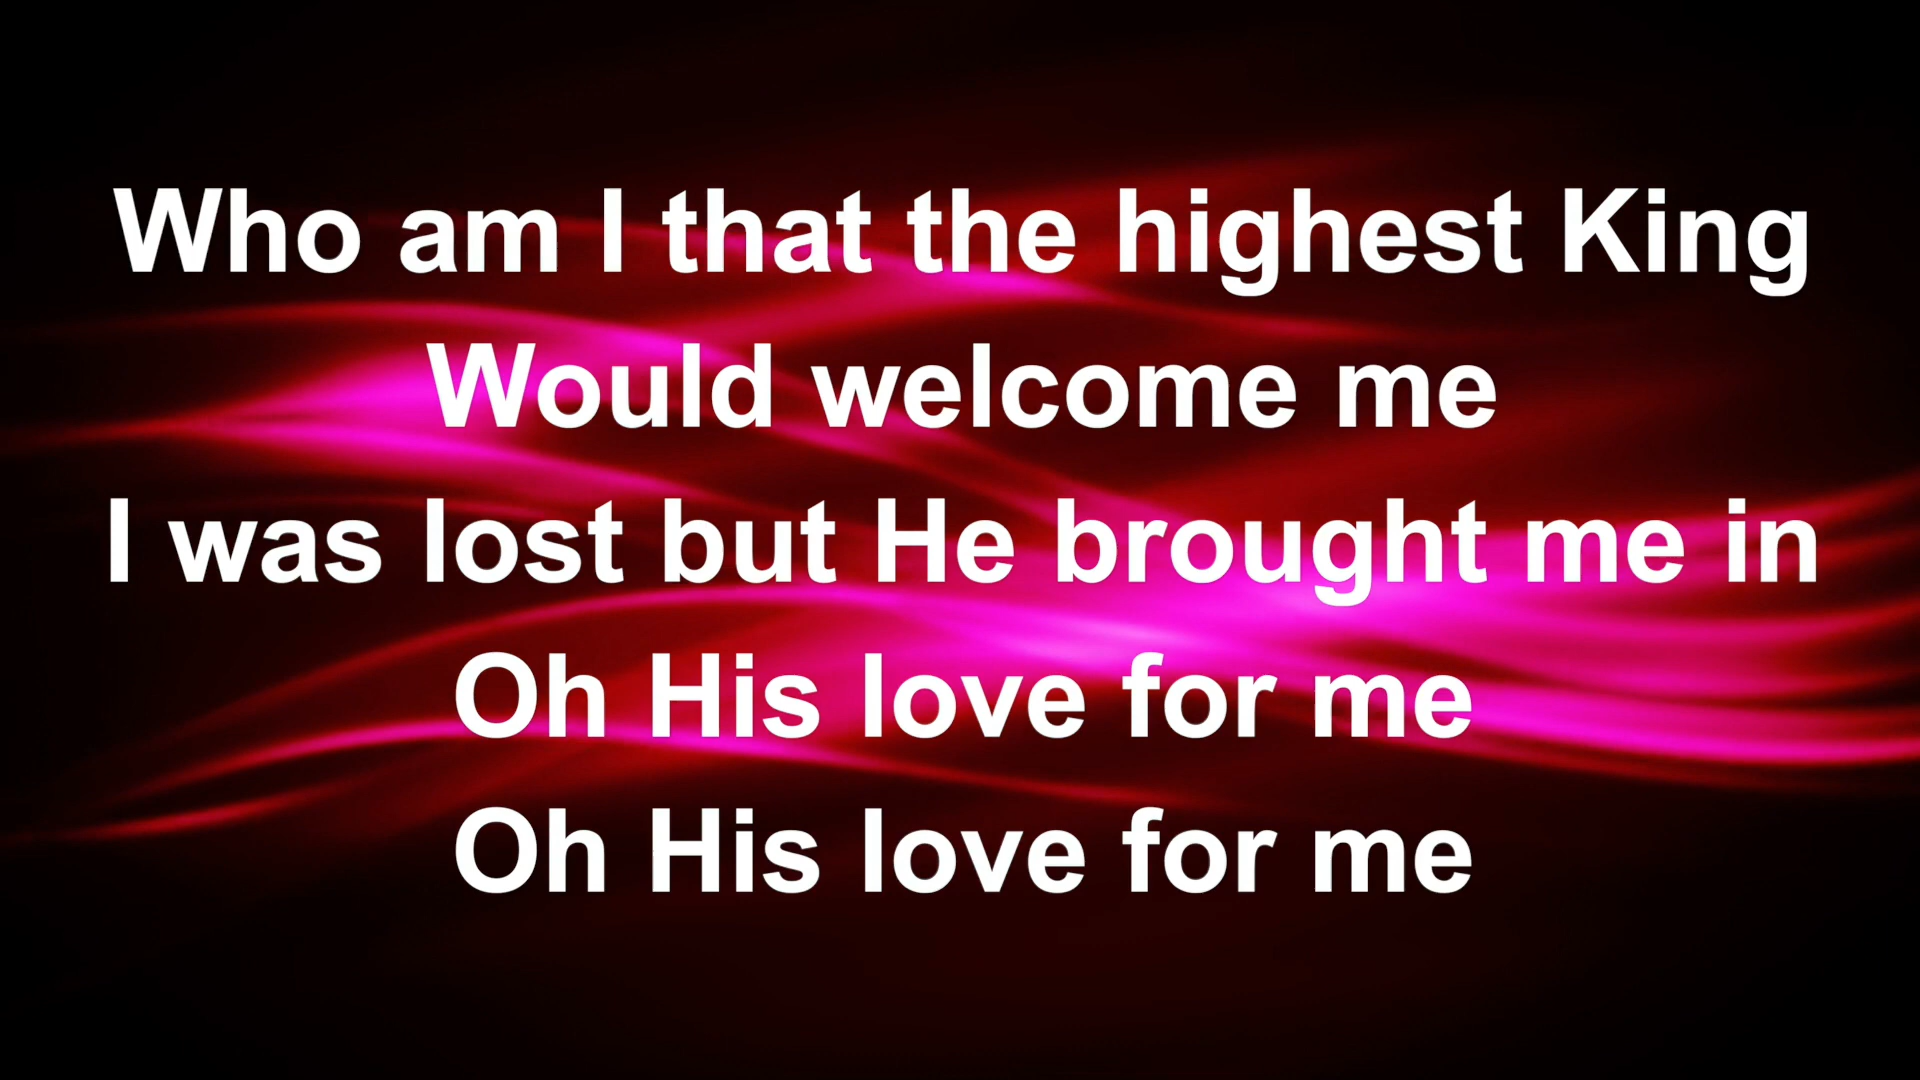 Who am I that the highest King
Would welcome me
I was lost but He brought me in
Oh His love for me
Oh His love for me